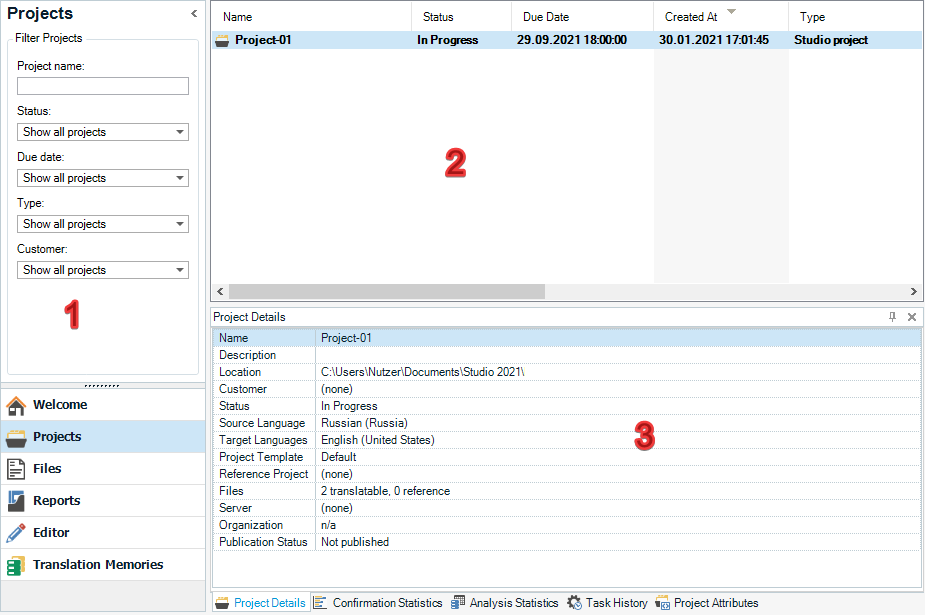 Projects
Filter Projects
Project name:
Status:
Show all projects
Due date:
Show all projects
Type:
Show all projects
Customer:
Show all projects
1
Welcome
Projects
Files
Reports
Editor
Translation Memories
Name Status Due Date Created At Type
Project-01 In Progress 29.09.2021 18:00:00 30.01.2021 17:01:45 Studio project
2
Project Details
Name Project-01
Description
Location C:\Users\Nutzer\Documents\Studio 2021\
Customer (none)
Status In Progress
Source Language Russian (Russia)
Target Languages English (United States)
Project Template Default
Reference Project (none)
Files 2 translatable, 0 reference
Server (none)
Organization n/a
Publication Status Not published
3
Project Details Confirmation Statistics Analysis Statistics Task History Project Attributes